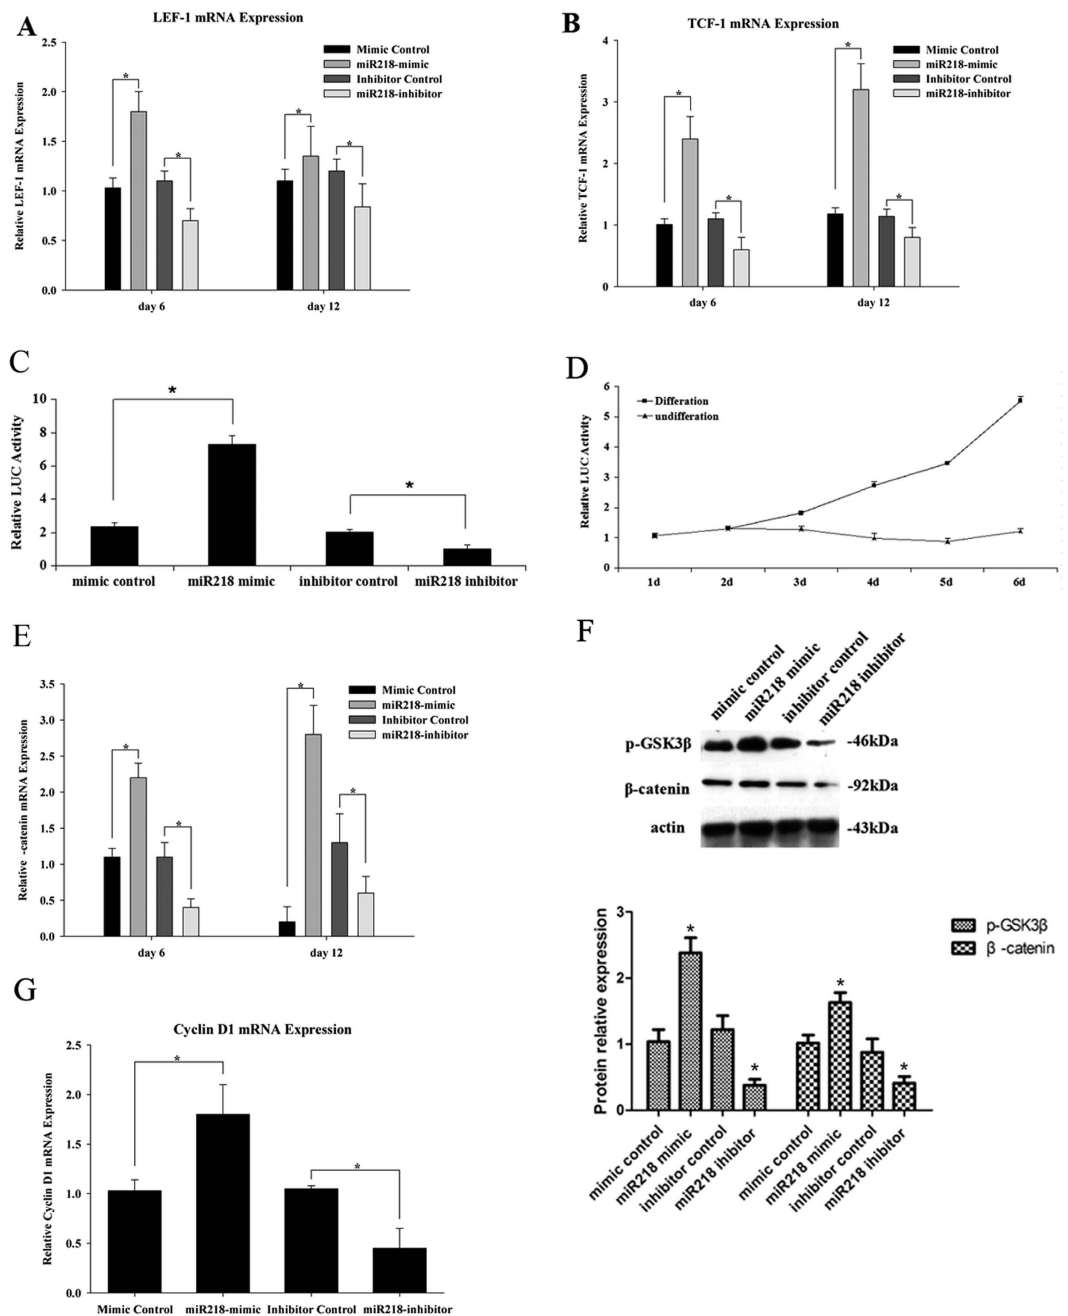 A
LEF-1 mRNA Expression
Relative LEF-1 mRNA Expression
2.5
2.0
1.5
1.0
0.5
0.0
Mimic Control
miR218-mimic
Inhibitor Control
miR218-inhibitor
*
*
*
*
day 6
day 12
B
TCF-1 mRNA Expression
Relative TCF-1 mRNA Expression
4
3
2
1
0
Mimic Control
miR218-mimic
Inhibitor Control
miR218-inhibitor
*
*
*
*
day 6
day 12
C
Relative LUC Activity
10
8
6
4
2
0
*
*
mimic control
miR218 mimic
inhibitor control
miR218 inhibitor
D
Relative LUC Activity
6
5
4
3
2
1
0
Differation
undifferation
1d
2d
3d
4d
5d
6d
E
Relative -catenin mRNA Expression
3.5
3.0
2.5
2.0
1.5
1.0
0.5
0.0
Mimic Control
miR218-mimic
Inhibitor Control
miR218-inhibitor
*
*
*
*
day 6
day 12
F
mimic control
miR218 mimic
inhibitor control
miR218 inhibitor
p-GSK3β
-46kDa
β-catenin
-92kDa
actin
-43kDa
Protein relative expression
3
2
1
0
p-GSK3β
β -catenin
*
*
*
*
mimic control
miR218 mimic
inhibitor control
miR218 ihibitor
mimic control
miR218 mimic
inhibitor control
miR218 ihibitor
G
Cyclin D1 mRNA Expression
Relative Cyclin D1 mRNA Expression
2.5
2.0
1.5
1.0
0.5
0.0
*
*
Mimic Control
miR218-mimic
Inhibitor Control
miR218-inhibitor